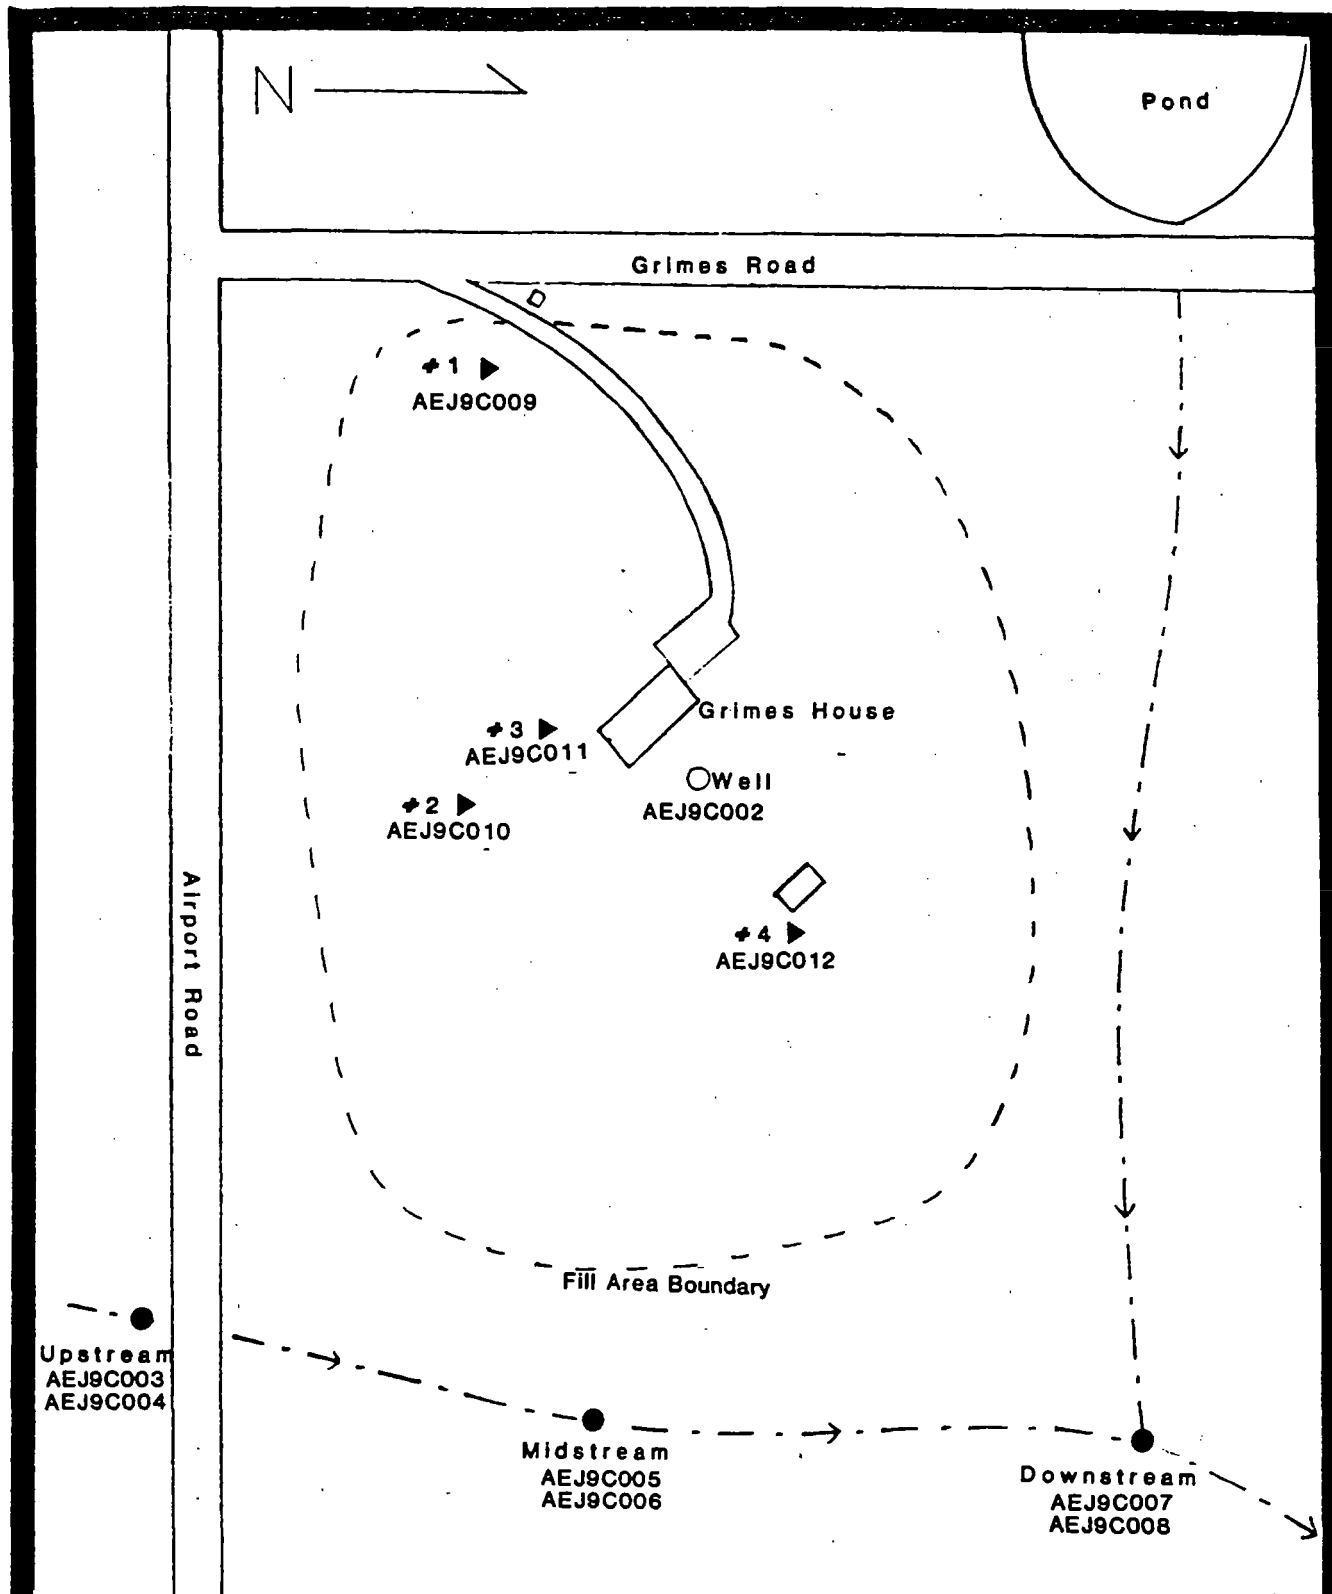 N
Pond
Grimes Road
#1
AEJ9C009
Grimes House
#3
AEJ9C011
Well
AEJ9C002
#2
AEJ9C010
Airport Road
#4
AEJ9C012
Fill Area Boundary
Upstream
AEJ9C003
AEJ9C004
Midstream
AEJ9C005
AEJ9C006
Downstream
AEJ9C007
AEJ9C008